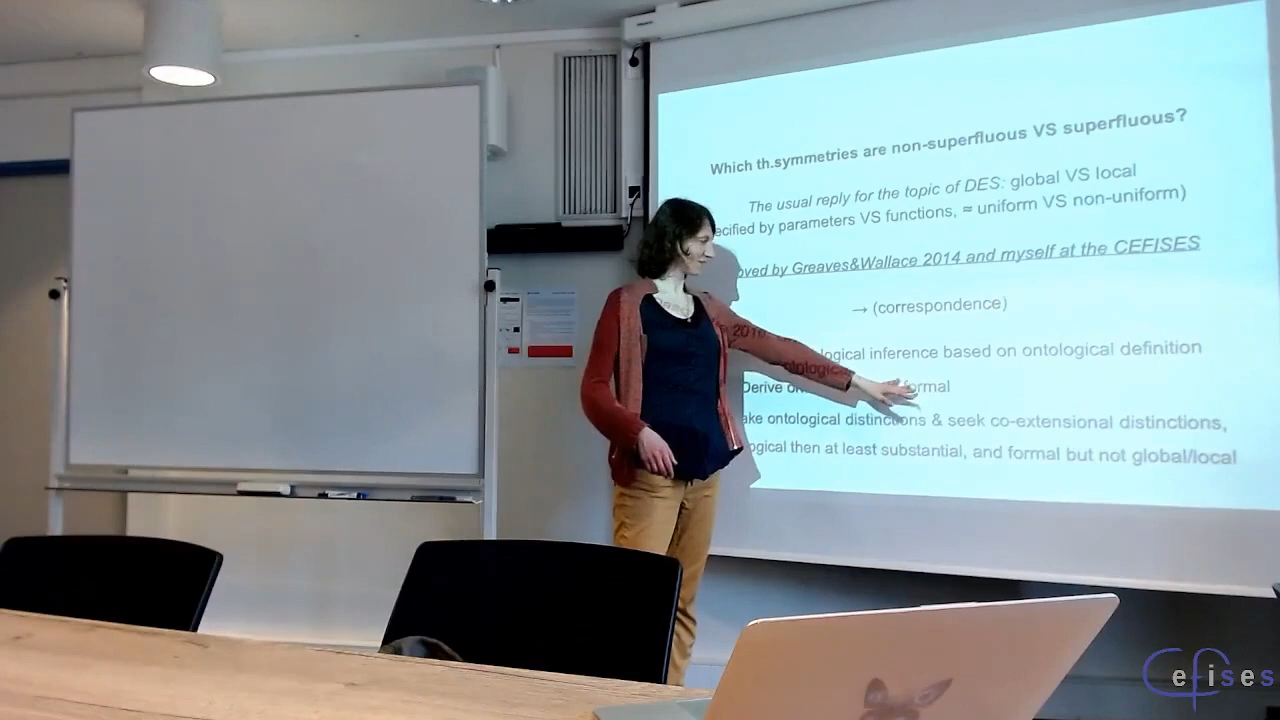 Which th.symmetries are non-superfluous VS superfluous?
The usual reply for the topic of DES: global VS local
ecified by parameters VS functions, ≈ uniform VS non-uniform)
oved by Greaves&Wallace 2014 and myself at the CEFISES
→ (correspondence)
logical inference based on ontological definition
Derive formal
ake ontological distinctions & seek co-extensional distinctions,
ogical then at least substantial, and formal but not global/local
Cefises